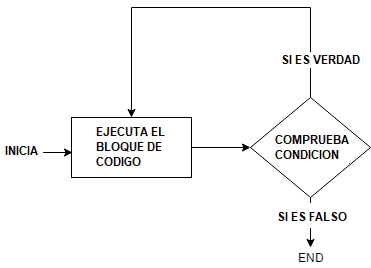 SI ES VERDAD
INICIA
EJECUTA EL
BLOQUE DE
CODIGO
COMPRUEBA
CONDICION
SI ES FALSO
END